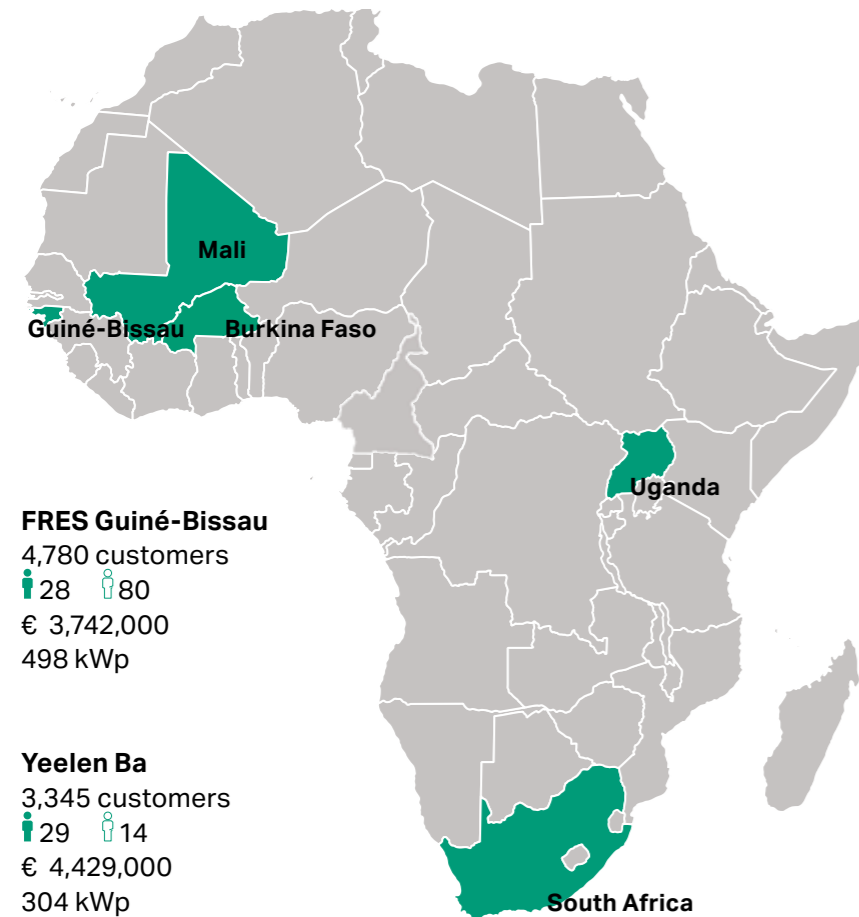 Mali
Guiné-Bissau
Burkina Faso
Uganda
FRES Guiné-Bissau
4,780 customers
28 80
€ 3,742,000
498 kWp
Yeelen Ba
3,345 customers
29 14
€ 4,429,000
304 kWp
South Africa